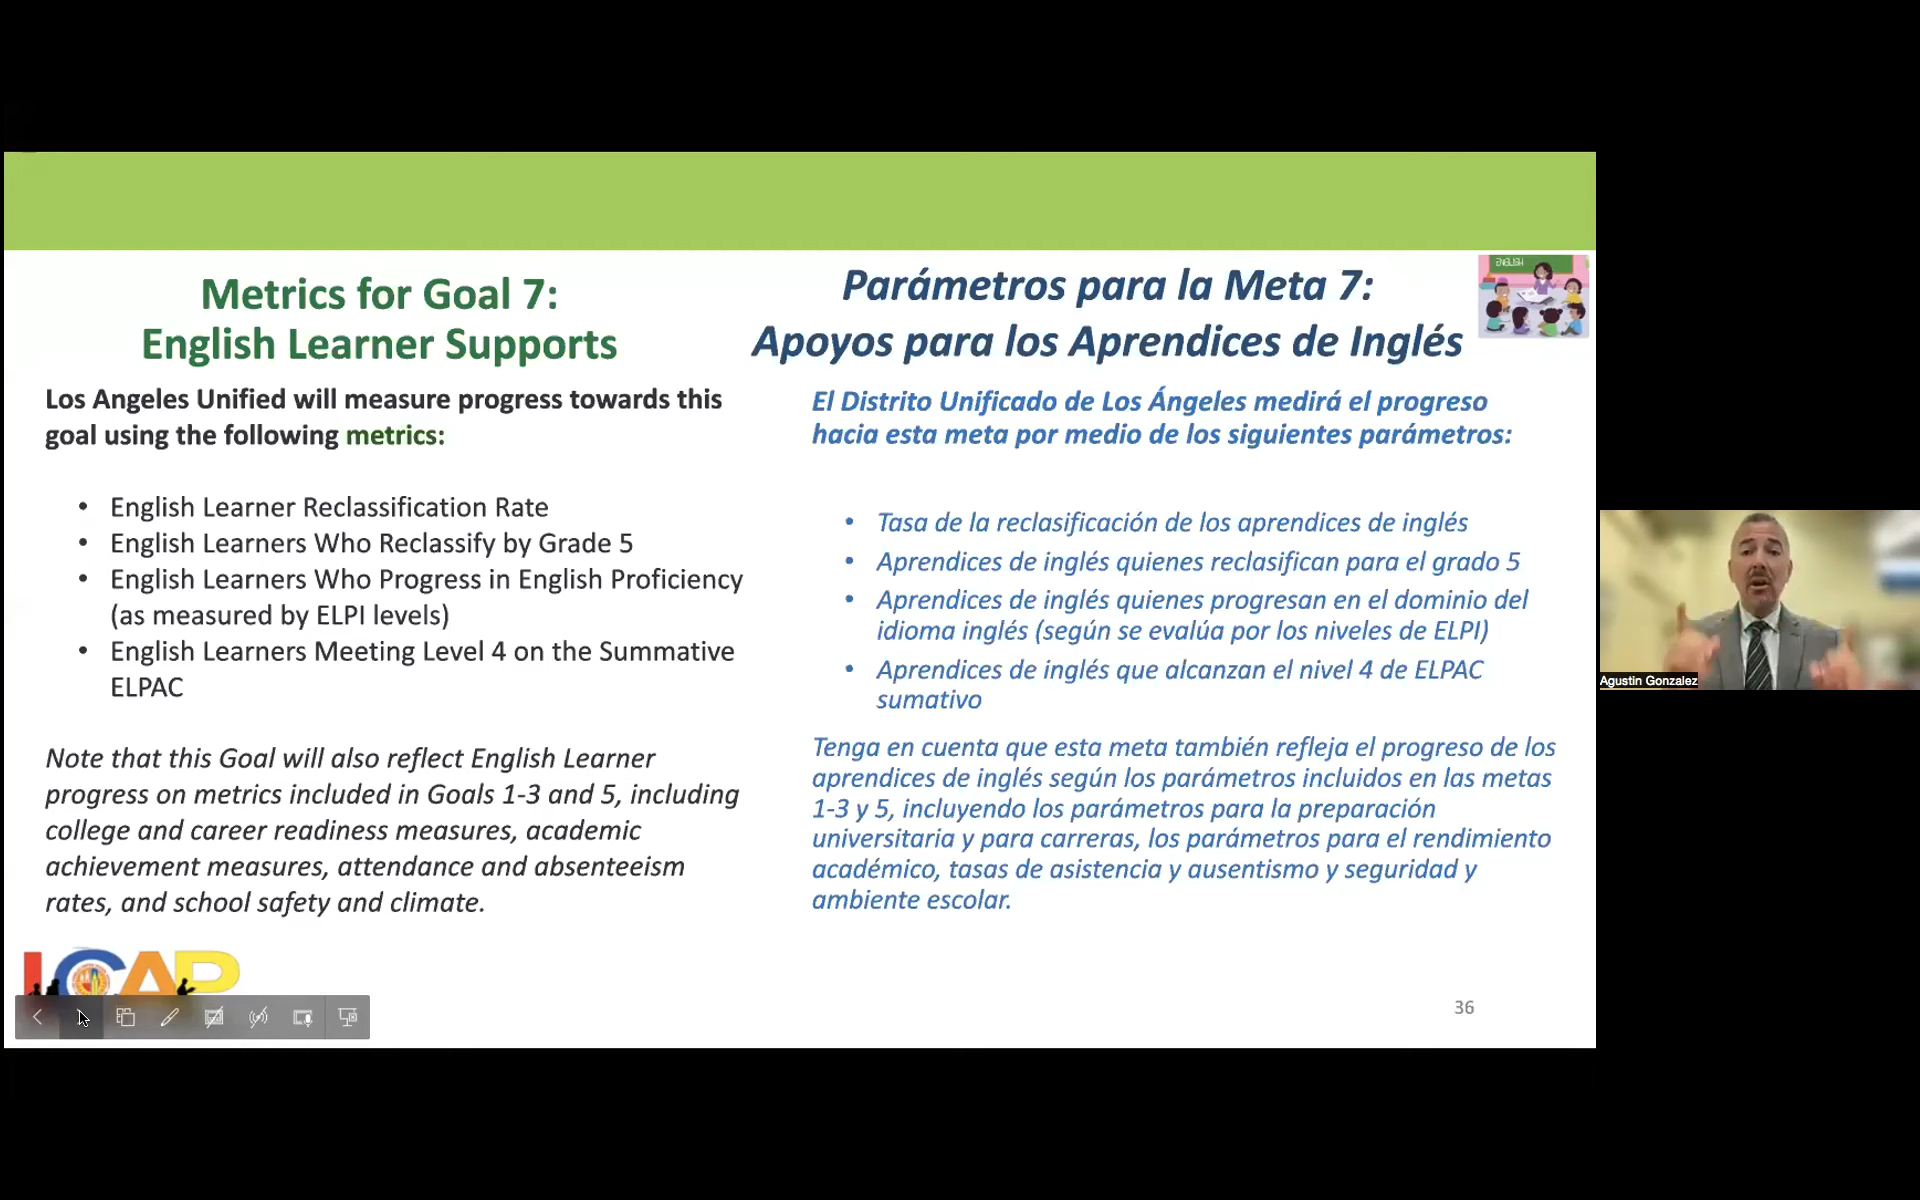 Metrics for Goal 7:
English Learner Supports
Los Angeles Unified will measure progress towards this
goal using the following metrics:
• English Learner Reclassification Rate
• English Learners Who Reclassify by Grade 5
• English Learners Who Progress in English Proficiency
(as measured by ELPI levels)
• English Learners Meeting Level 4 on the Summative
ELPAC
Note that this Goal will also reflect English Learner
progress on metrics included in Goals 1-3 and 5, including
college and career readiness measures, academic
achievement measures, attendance and absenteeism
rates, and school safety and climate.
LCAP
Parámetros para la Meta 7:
Apoyos para los Aprendices de Inglés
ENGLISH
El Distrito Unificado de Los Ángeles medirá el progreso
hacia esta meta por medio de los siguientes parámetros:
• Tasa de la reclasificación de los aprendices de inglés
• Aprendices de inglés quienes reclasifican para el grado 5
• Aprendices de inglés quienes progresan en el dominio del
idioma inglés (según se evalúa por los niveles de ELPI)
• Aprendices de inglés que alcanzan el nivel 4 de ELPAC
sumativo
Tenga en cuenta que esta meta también refleja el progreso de los
aprendices de inglés según los parámetros incluidos en las metas
1-3 y 5, incluyendo los parámetros para la preparación
universitaria y para carreras, los parámetros para el rendimiento
académico, tasas de asistencia y ausentismo y seguridad y
ambiente escolar.
36
Agustin Gonzalez